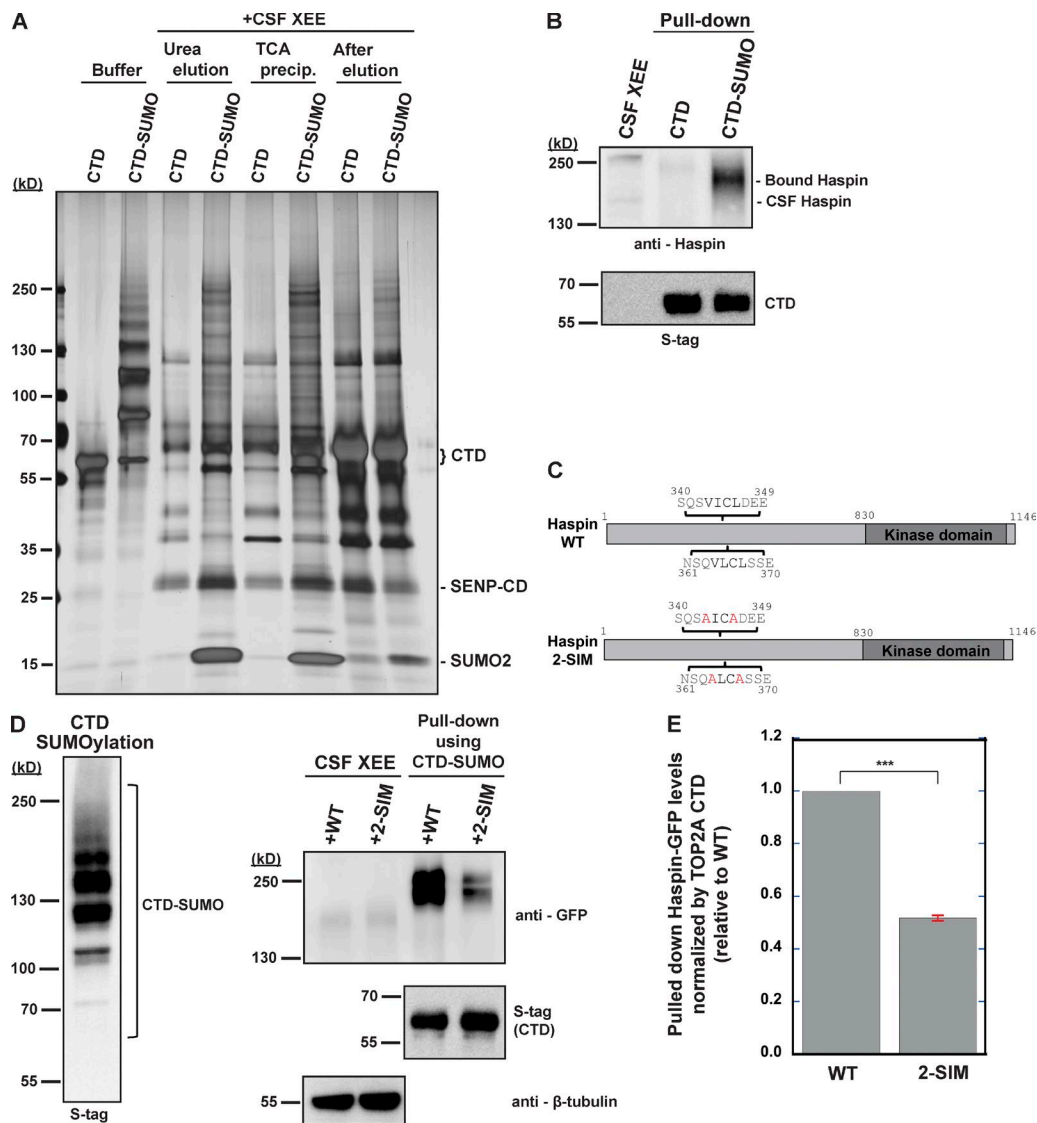 A
+CSF XEE
Urea elution
TCA precip.
After elution
Buffer
CTD
CTD-SUMO
CTD
CTD-SUMO
CTD
CTD-SUMO
CTD
CTD-SUMO
(kD)
250
130
100
70
55
35
25
15
} CTD
- SENP-CD
- SUMO2
B
Pull-down
CSF XEE
CTD
CTD-SUMO
(kD)
250
130
- Bound Haspin
- CSF Haspin
anti - Haspin
70
55
CTD
S-tag
C
340 349
SQSVICLDEE
1 830 1146
Haspin WT
Kinase domain
NSQVLCLSSE
361 370
340 349
SQSAICADEE
1 830 1146
Haspin 2-SIM
Kinase domain
NSQALCASSE
361 370
D
CTD
SUMOylation
(kD)
250
130
100
70
55
CTD-SUMO
S-tag
CSF XEE
Pull-down
using
CTD-SUMO
+WT
+2-SIM
+WT
+2-SIM
(kD)
250
130
anti - GFP
70
55
S-tag
(CTD)
55
anti - β-tubulin
E
Pulled down Haspin-GFP levels
normalized by TOP2A CTD
(relative to WT)
1.2
1.0
0.8
0.6
0.4
0.2
0.0
***
WT
2-SIM